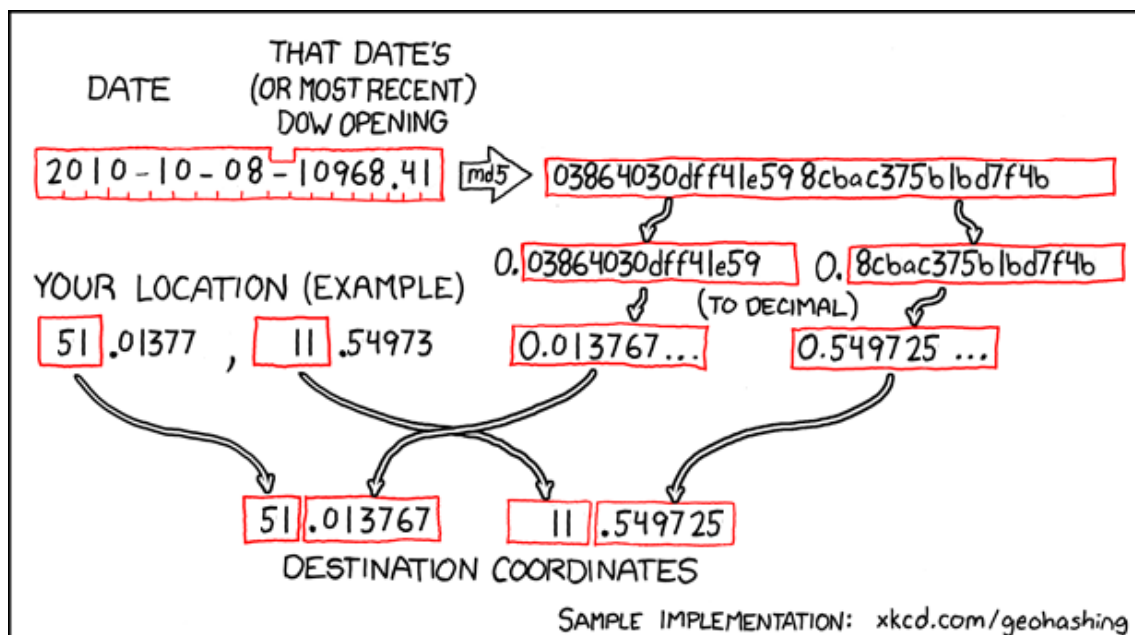 DATE
THAT DATE'S
(OR MOST RECENT)
DOW OPENING
2010-10-08-10968.41
md5
03864030dff41e598cbac375b1bd7f4b
0.03864030dff41e59
0.8cbac375b1bd7f4b
(TO DECIMAL)
YOUR LOCATION (EXAMPLE)
51.01377, 11.54973
0.013767...
0.549725...
51.013767
11.549725
DESTINATION COORDINATES
SAMPLE IMPLEMENTATION: xkcd.com/geohashing